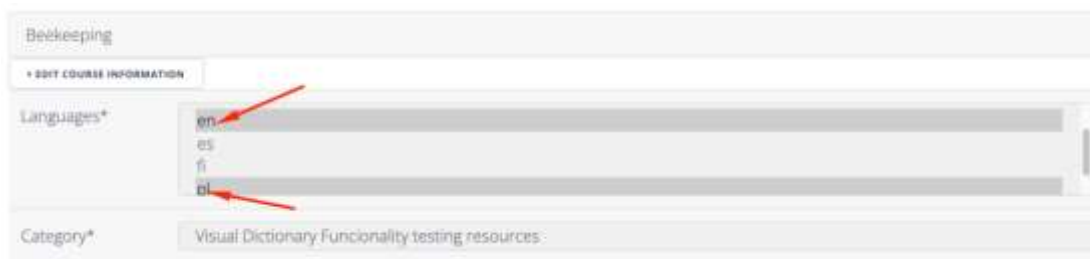 Beekeeping
+ EDIT COURSE INFORMATION
Languages*
en
es
fi
pl
Category*
Visual Dictionary Funcionality testing resources